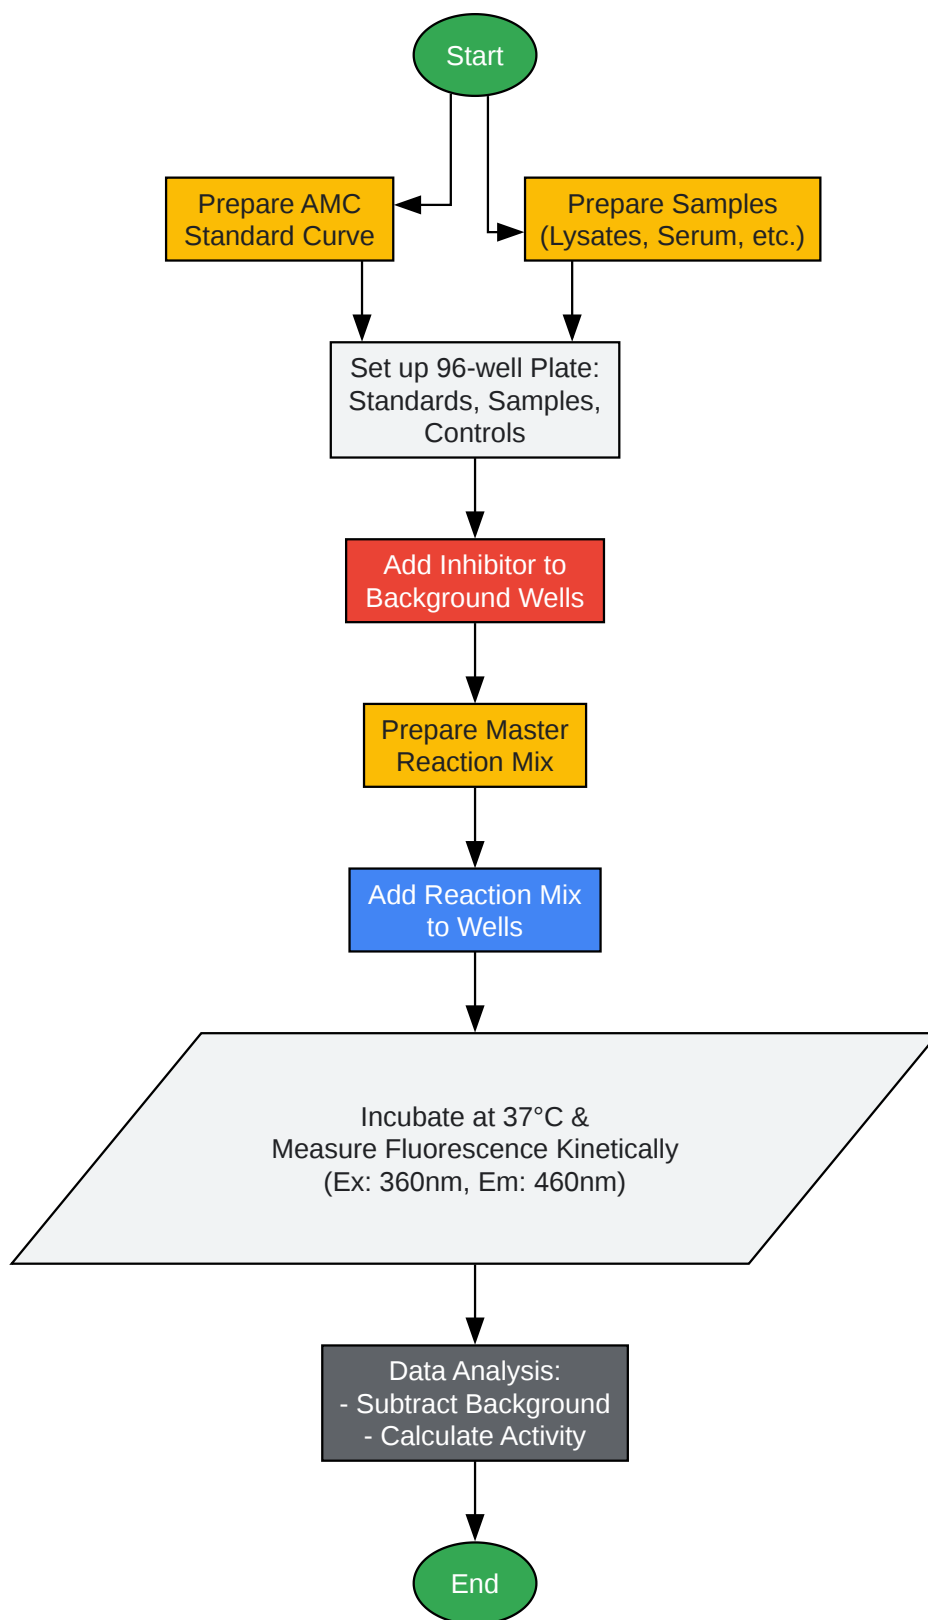 Start
Prepare AMC
Standard Curve
Prepare Samples
(Lysates, Serum, etc.)
Set up 96-well Plate:
Standards, Samples,
Controls
Add Inhibitor to
Background Wells
Prepare Master
Reaction Mix
Add Reaction Mix
to Wells
Incubate at 37°C &
Measure Fluorescence Kinetically
(Ex: 360nm, Em: 460nm)
Data Analysis:
- Subtract Background
- Calculate Activity
End